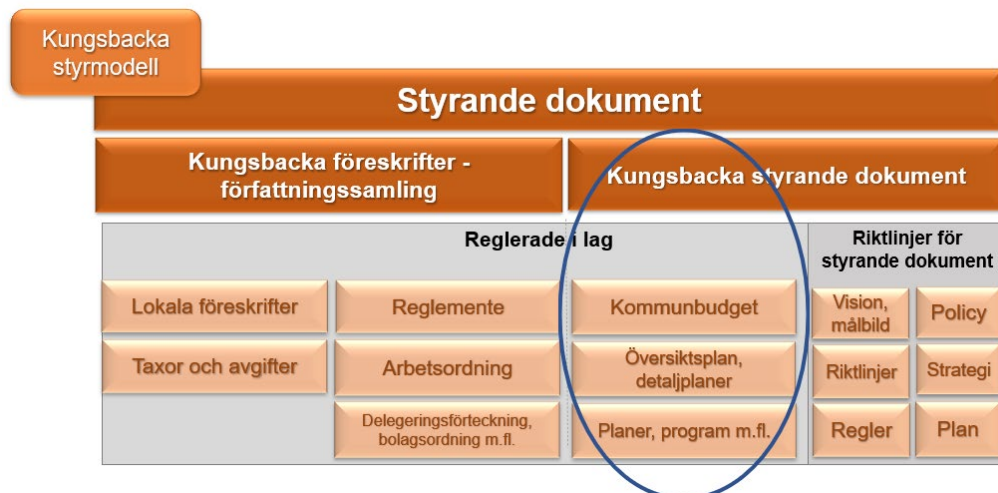 Kungsbacka
styrmodell
Styrande dokument
Kungsbacka föreskrifter -
författningssamling
Kungsbacka styrande dokument
Reglerade i lag
Riktlinjer för
styrande dokument
Lokala föreskrifter
Reglemente
Kommunbudget
Vision,
målbild
Policy
Taxor och avgifter
Arbetsordning
Översiktsplan,
detaljplaner
Riktlinjer
Strategi
Delegeringsförteckning,
bolagsordning m.fl.
Planer, program m.fl.
Regler
Plan